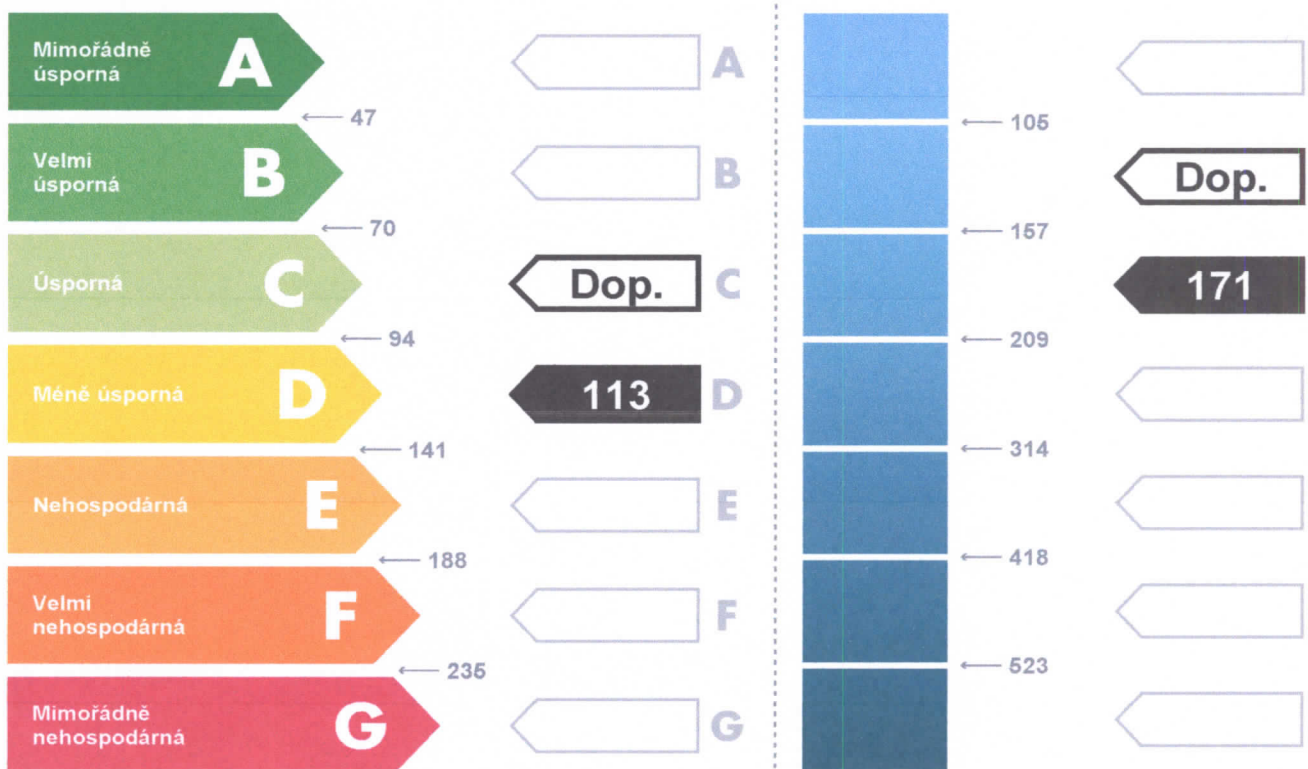 Mimořádně
úsporná
A
A
← 47
← 105
Velmi
úsporná
B
B
Dop.
← 70
← 157
Úsporná
C
Dop.
C
171
← 94
← 209
Méně úsporná
D
113
D
← 141
← 314
Nehospodárná
E
E
← 188
← 418
Velmi
nehospodárná
F
F
← 235
← 523
Mimořádně
nehospodárná
G
G